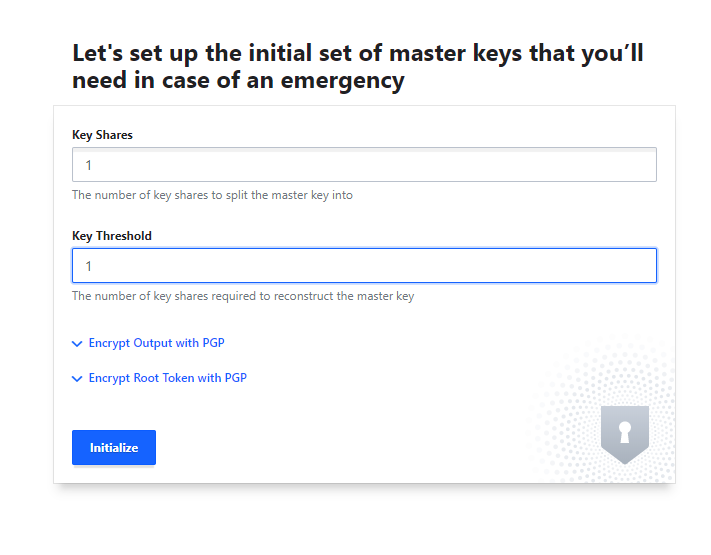 Let's set up the initial set of master keys that you’ll
need in case of an emergency
Key Shares
1
The number of key shares to split the master key into
Key Threshold
1
The number of key shares required to reconstruct the master key
Encrypt Output with PGP
Encrypt Root Token with PGP
Initialize